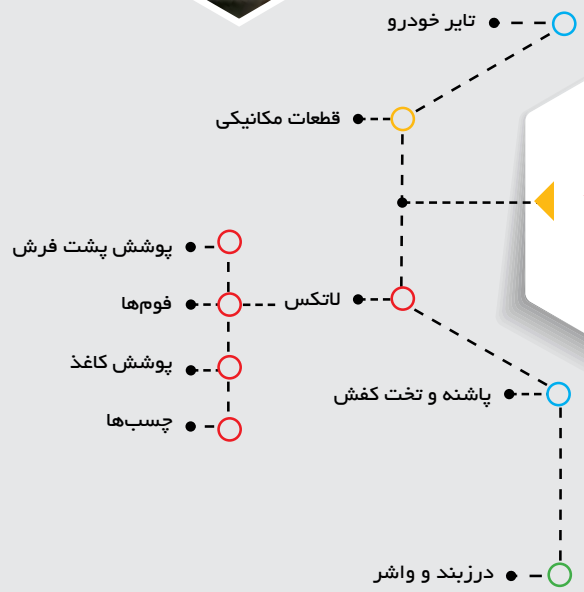 تایر خودرو
قطعات مکانیکی
لاتکس
پوشش پشت فرش
فوم‌ها
پوشش کاغذ
چسب‌ها
پاشنه و تخت کفش
درزبند و واشر